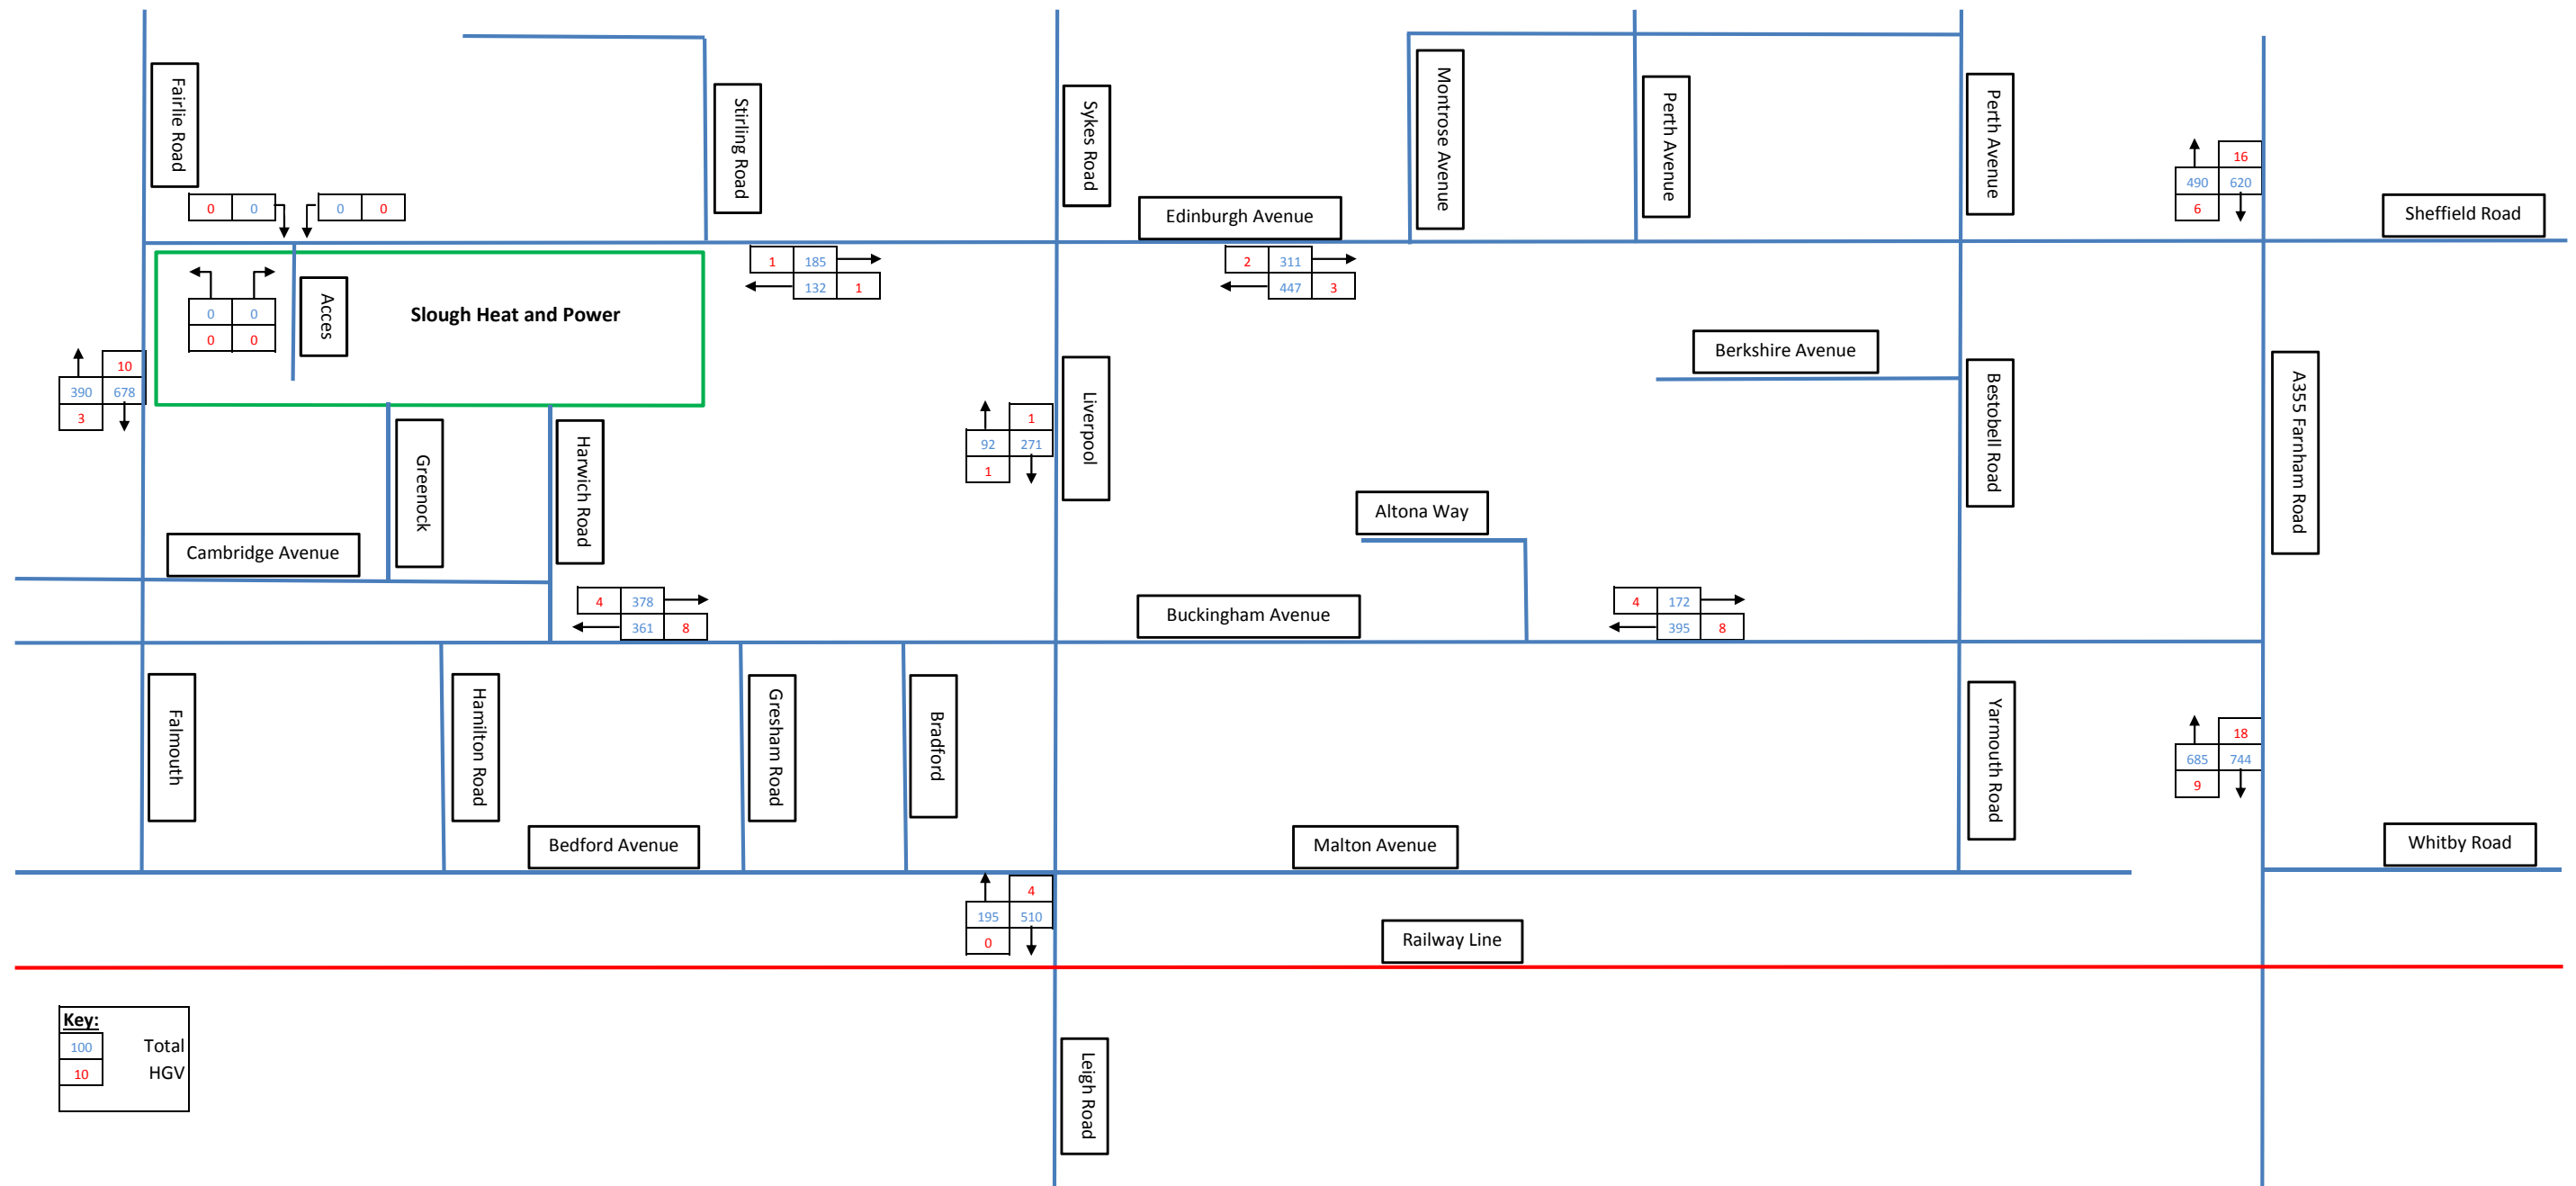 Fairlie Road
Stirling Road
Sykes Road
Montrose Avenue
Perth Avenue
Perth Avenue
16
490 620
6
Sheffield Road
0 0
0 0
Edinburgh Avenue
1 185
132 1
2 311
447 3
Acces
Slough Heat and Power
0 0
0 0
10
390 678
3
Berkshire Avenue
Liverpool
Bestobell Road
A355 Farnham Road
1
92 271
1
Greenock
Harwich Road
Altona Way
Cambridge Avenue
4 378
361 8
Buckingham Avenue
4 172
395 8
Falmouth
Hamilton Road
Gresham Road
Bradford
Yarmouth Road
18
685 744
9
Bedford Avenue
Malton Avenue
Whitby Road
4
195 510
0
Railway Line
Key:
100 Total
10 HGV
Leigh Road